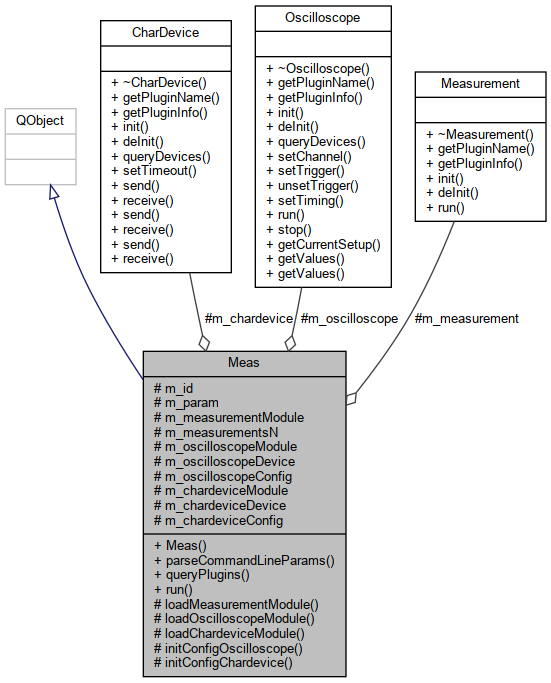 QObject
CharDevice
+ ~CharDevice()
+ getPluginName()
+ getPluginInfo()
+ init()
+ deInit()
+ queryDevices()
+ setTimeout()
+ send()
+ receive()
+ send()
+ receive()
+ send()
+ receive()
Oscilloscope
+ ~Oscilloscope()
+ getPluginName()
+ getPluginInfo()
+ init()
+ deInit()
+ queryDevices()
+ setChannel()
+ setTrigger()
+ unsetTrigger()
+ setTiming()
+ run()
+ stop()
+ getCurrentSetup()
+ getValues()
+ getValues()
Measurement
+ ~Measurement()
+ getPluginName()
+ getPluginInfo()
+ init()
+ deInit()
+ run()
#m_chardevice
#m_oscilloscope
#m_measurement
Meas
# m_id
# m_param
# m_measurementModule
# m_measurementsN
# m_oscilloscopeModule
# m_oscilloscopeDevice
# m_oscilloscopeConfig
# m_chardeviceModule
# m_chardeviceDevice
# m_chardeviceConfig
+ Meas()
+ parseCommandLineParams()
+ queryPlugins()
+ run()
# loadMeasurementModule()
# loadOscilloscopeModule()
# loadChardeviceModule()
# initConfigOscilloscope()
# initConfigChardevice()